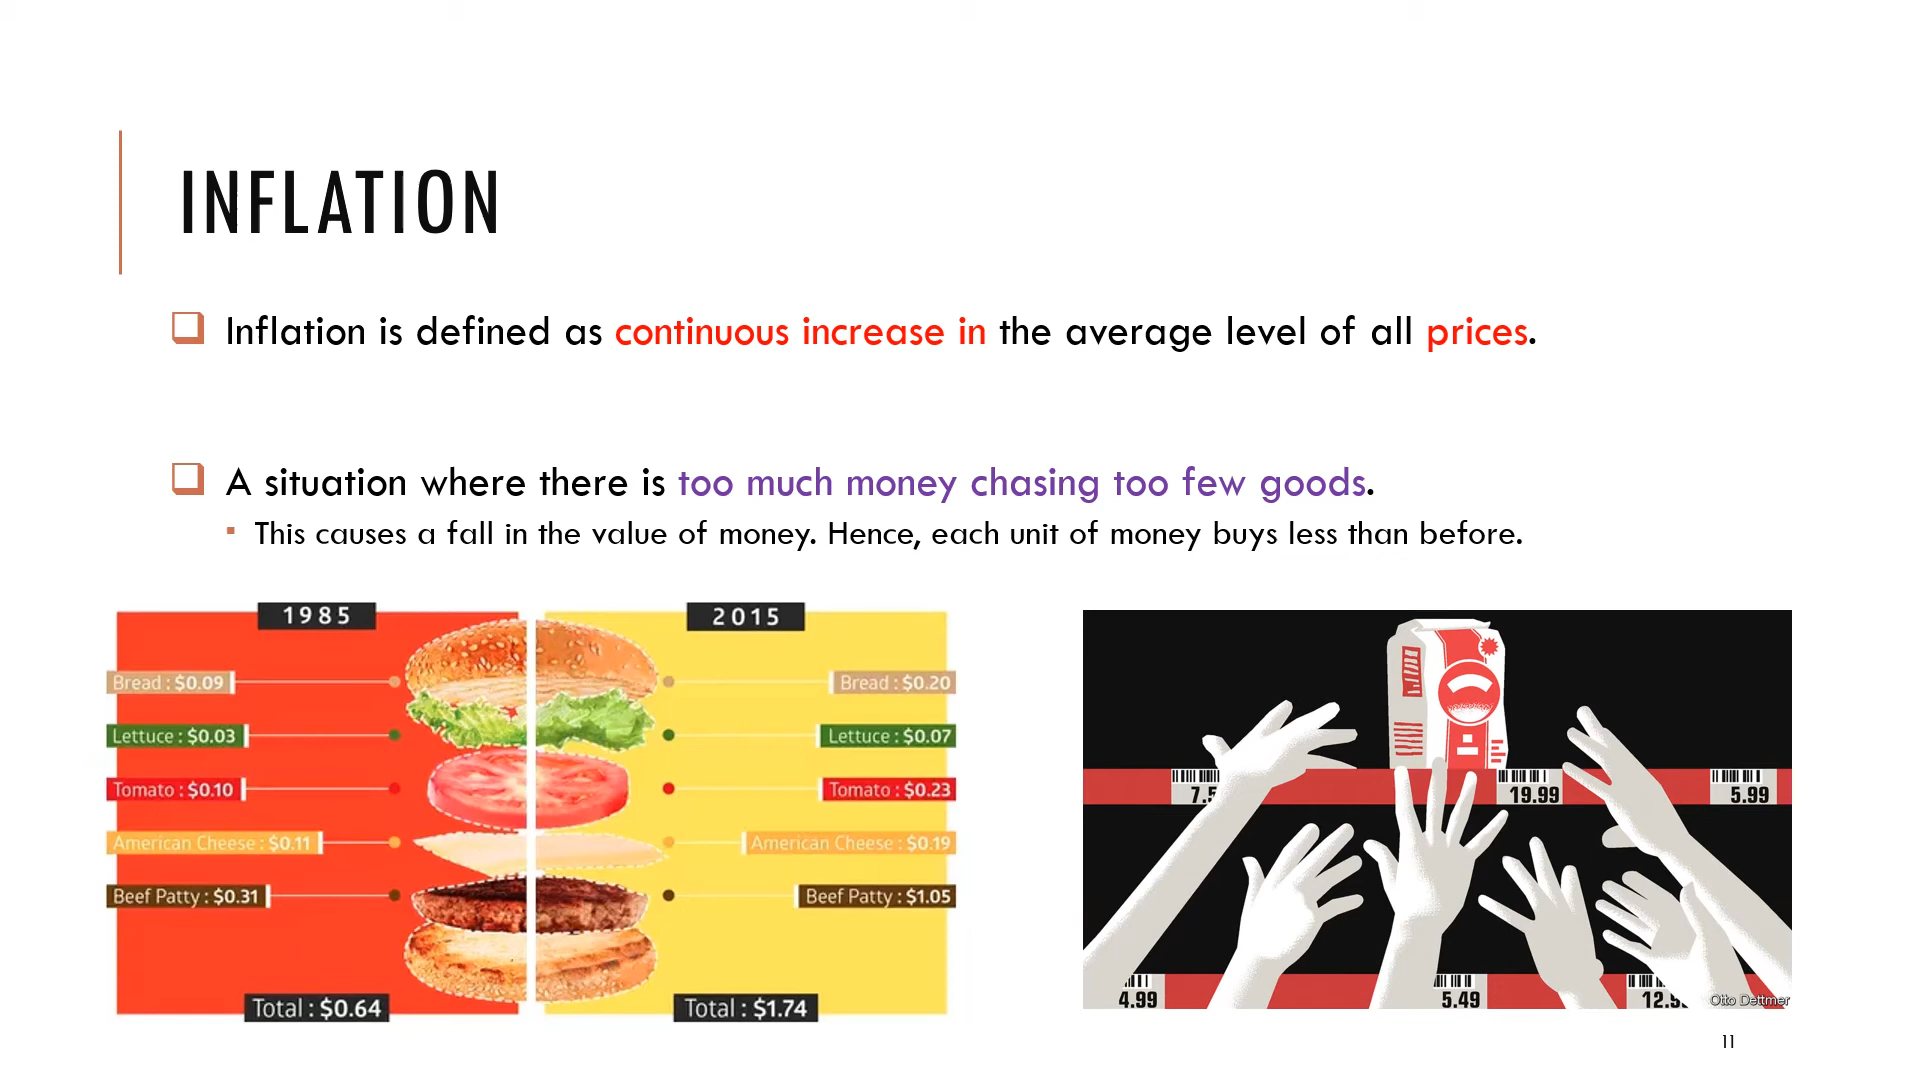 INFLATION
Inflation is defined as continuous increase in the average level of all prices.
A situation where there is too much money chasing too few goods.
This causes a fall in the value of money. Hence, each unit of money buys less than before.
1985
2015
Bread : $0.09
Bread : $0.20
Lettuce : $0.03
Lettuce : $0.07
Tomato : $0.10
Tomato : $0.23
American Cheese : $0.11
American Cheese : $0.19
Beef Patty : $0.31
Beef Patty : $1.05
Total : $0.64
Total : $1.74
19.99
5.99
4.99
5.49
Otto Dettmer
11